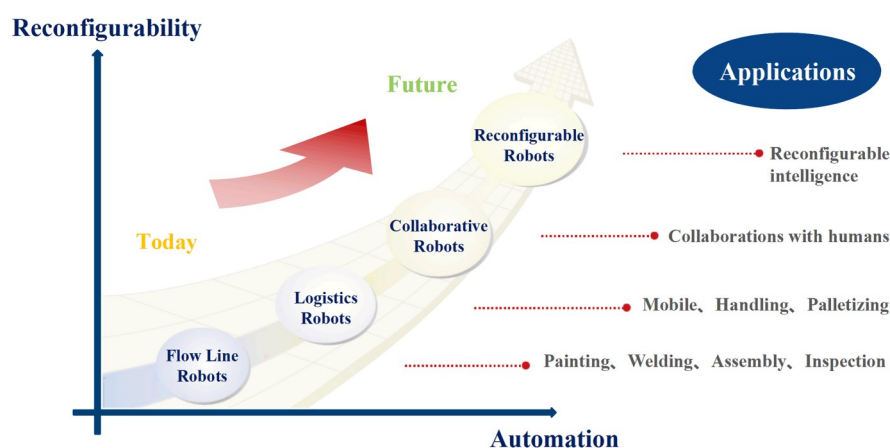 Reconfigurability
Applications
Future
Reconfigurable
Robots
Reconfigurable
intelligence
Today
Collaborative
Robots
Collaborations with humans
Logistics
Robots
Mobile、Handling、Palletizing
Flow Line
Robots
Painting、Welding、Assembly、Inspection
Automation